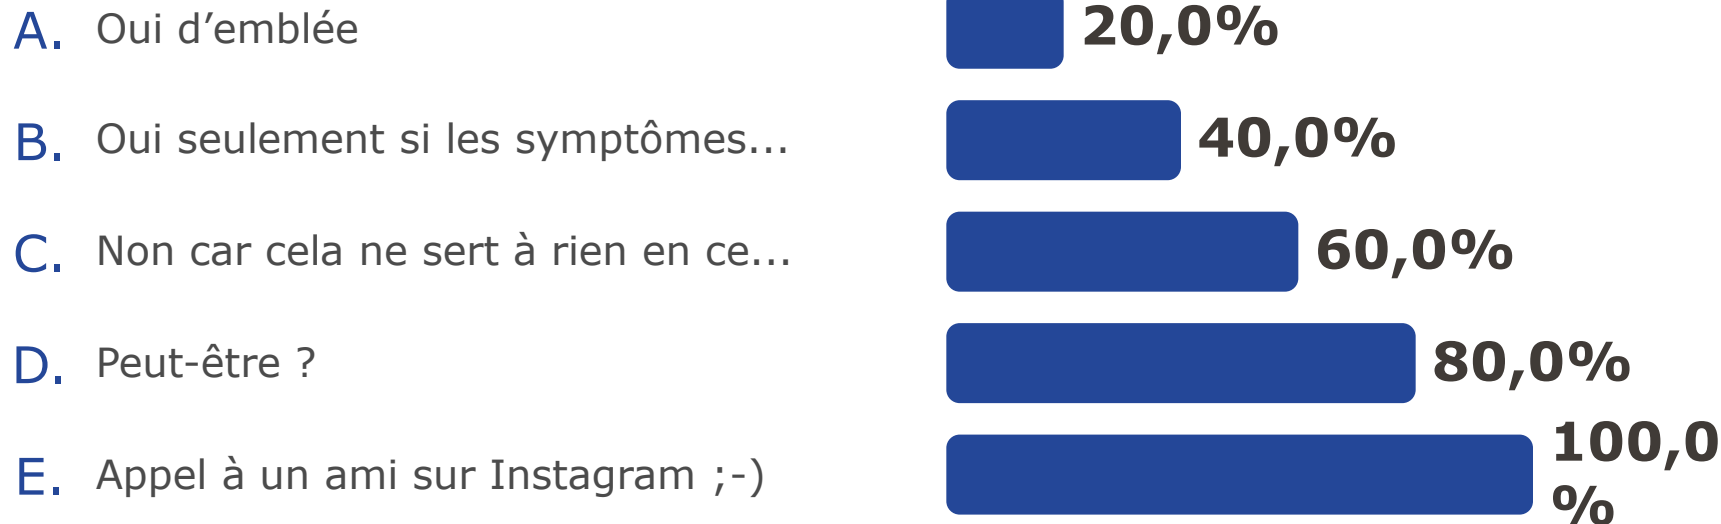 A. Oui d’emblée 20,0%
B. Oui seulement si les symptômes... 40,0%
C. Non car cela ne sert à rien en ce... 60,0%
D. Peut-être ? 80,0%
E. Appel à un ami sur Instagram ;-) 100,0
%